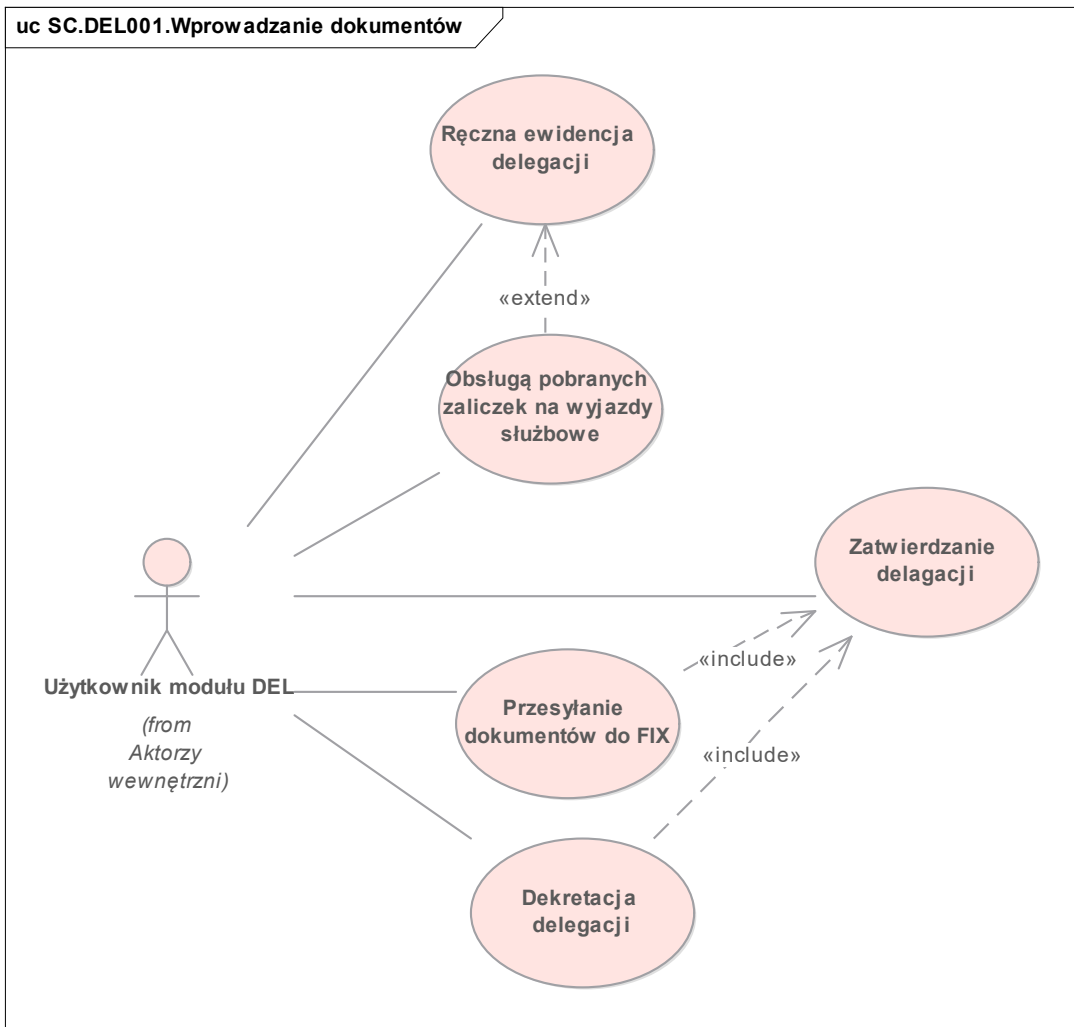 uc SC.DEL001.Wprowadzanie dokumentów
Ręczna ewidencja
delegacji
«extend»
Obsługą pobranych
zaliczek na wyjazdy
służbowe
Zatwierdzanie
delagacji
«include»
Użytkownik modułu DEL
(from
Aktorzy
wewnętrzni)
Przesyłanie
dokumentów do FIX
«include»
Dekretacja
delegacji